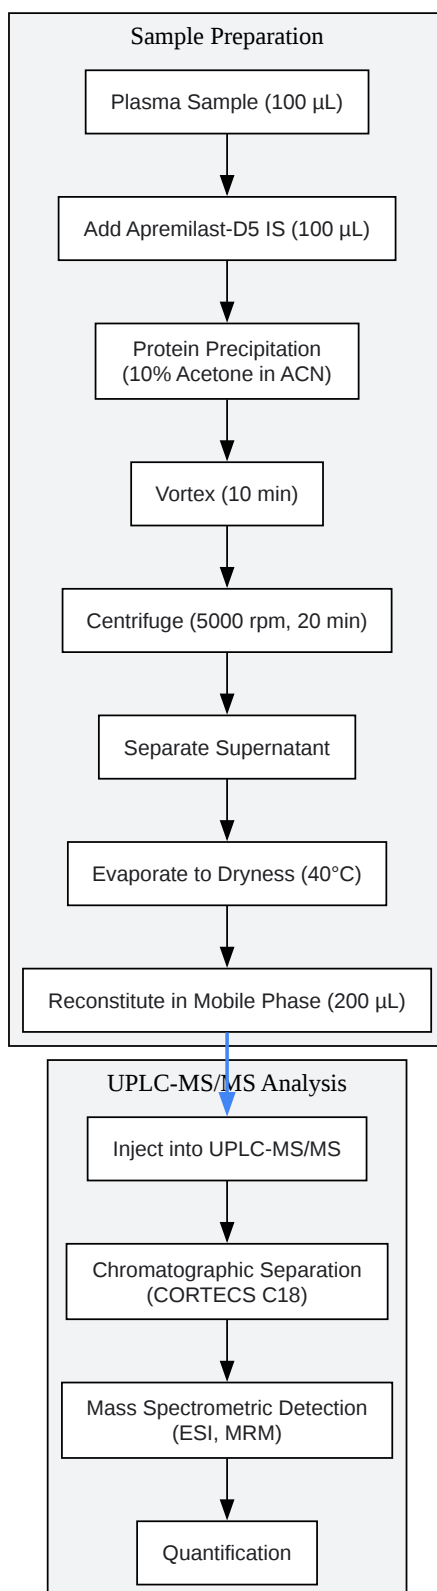 Sample Preparation
Plasma Sample (100 µL)
Add Apremilast-D5 IS (100 µL)
Protein Precipitation
(10% Acetone in ACN)
Vortex (10 min)
Centrifuge (5000 rpm, 20 min)
Separate Supernatant
Evaporate to Dryness (40°C)
Reconstitute in Mobile Phase (200 µL)
UPLC-MS/MS Analysis
Inject into UPLC-MS/MS
Chromatographic Separation
(CORTECS C18)
Mass Spectrometric Detection
(ESI, MRM)
Quantification